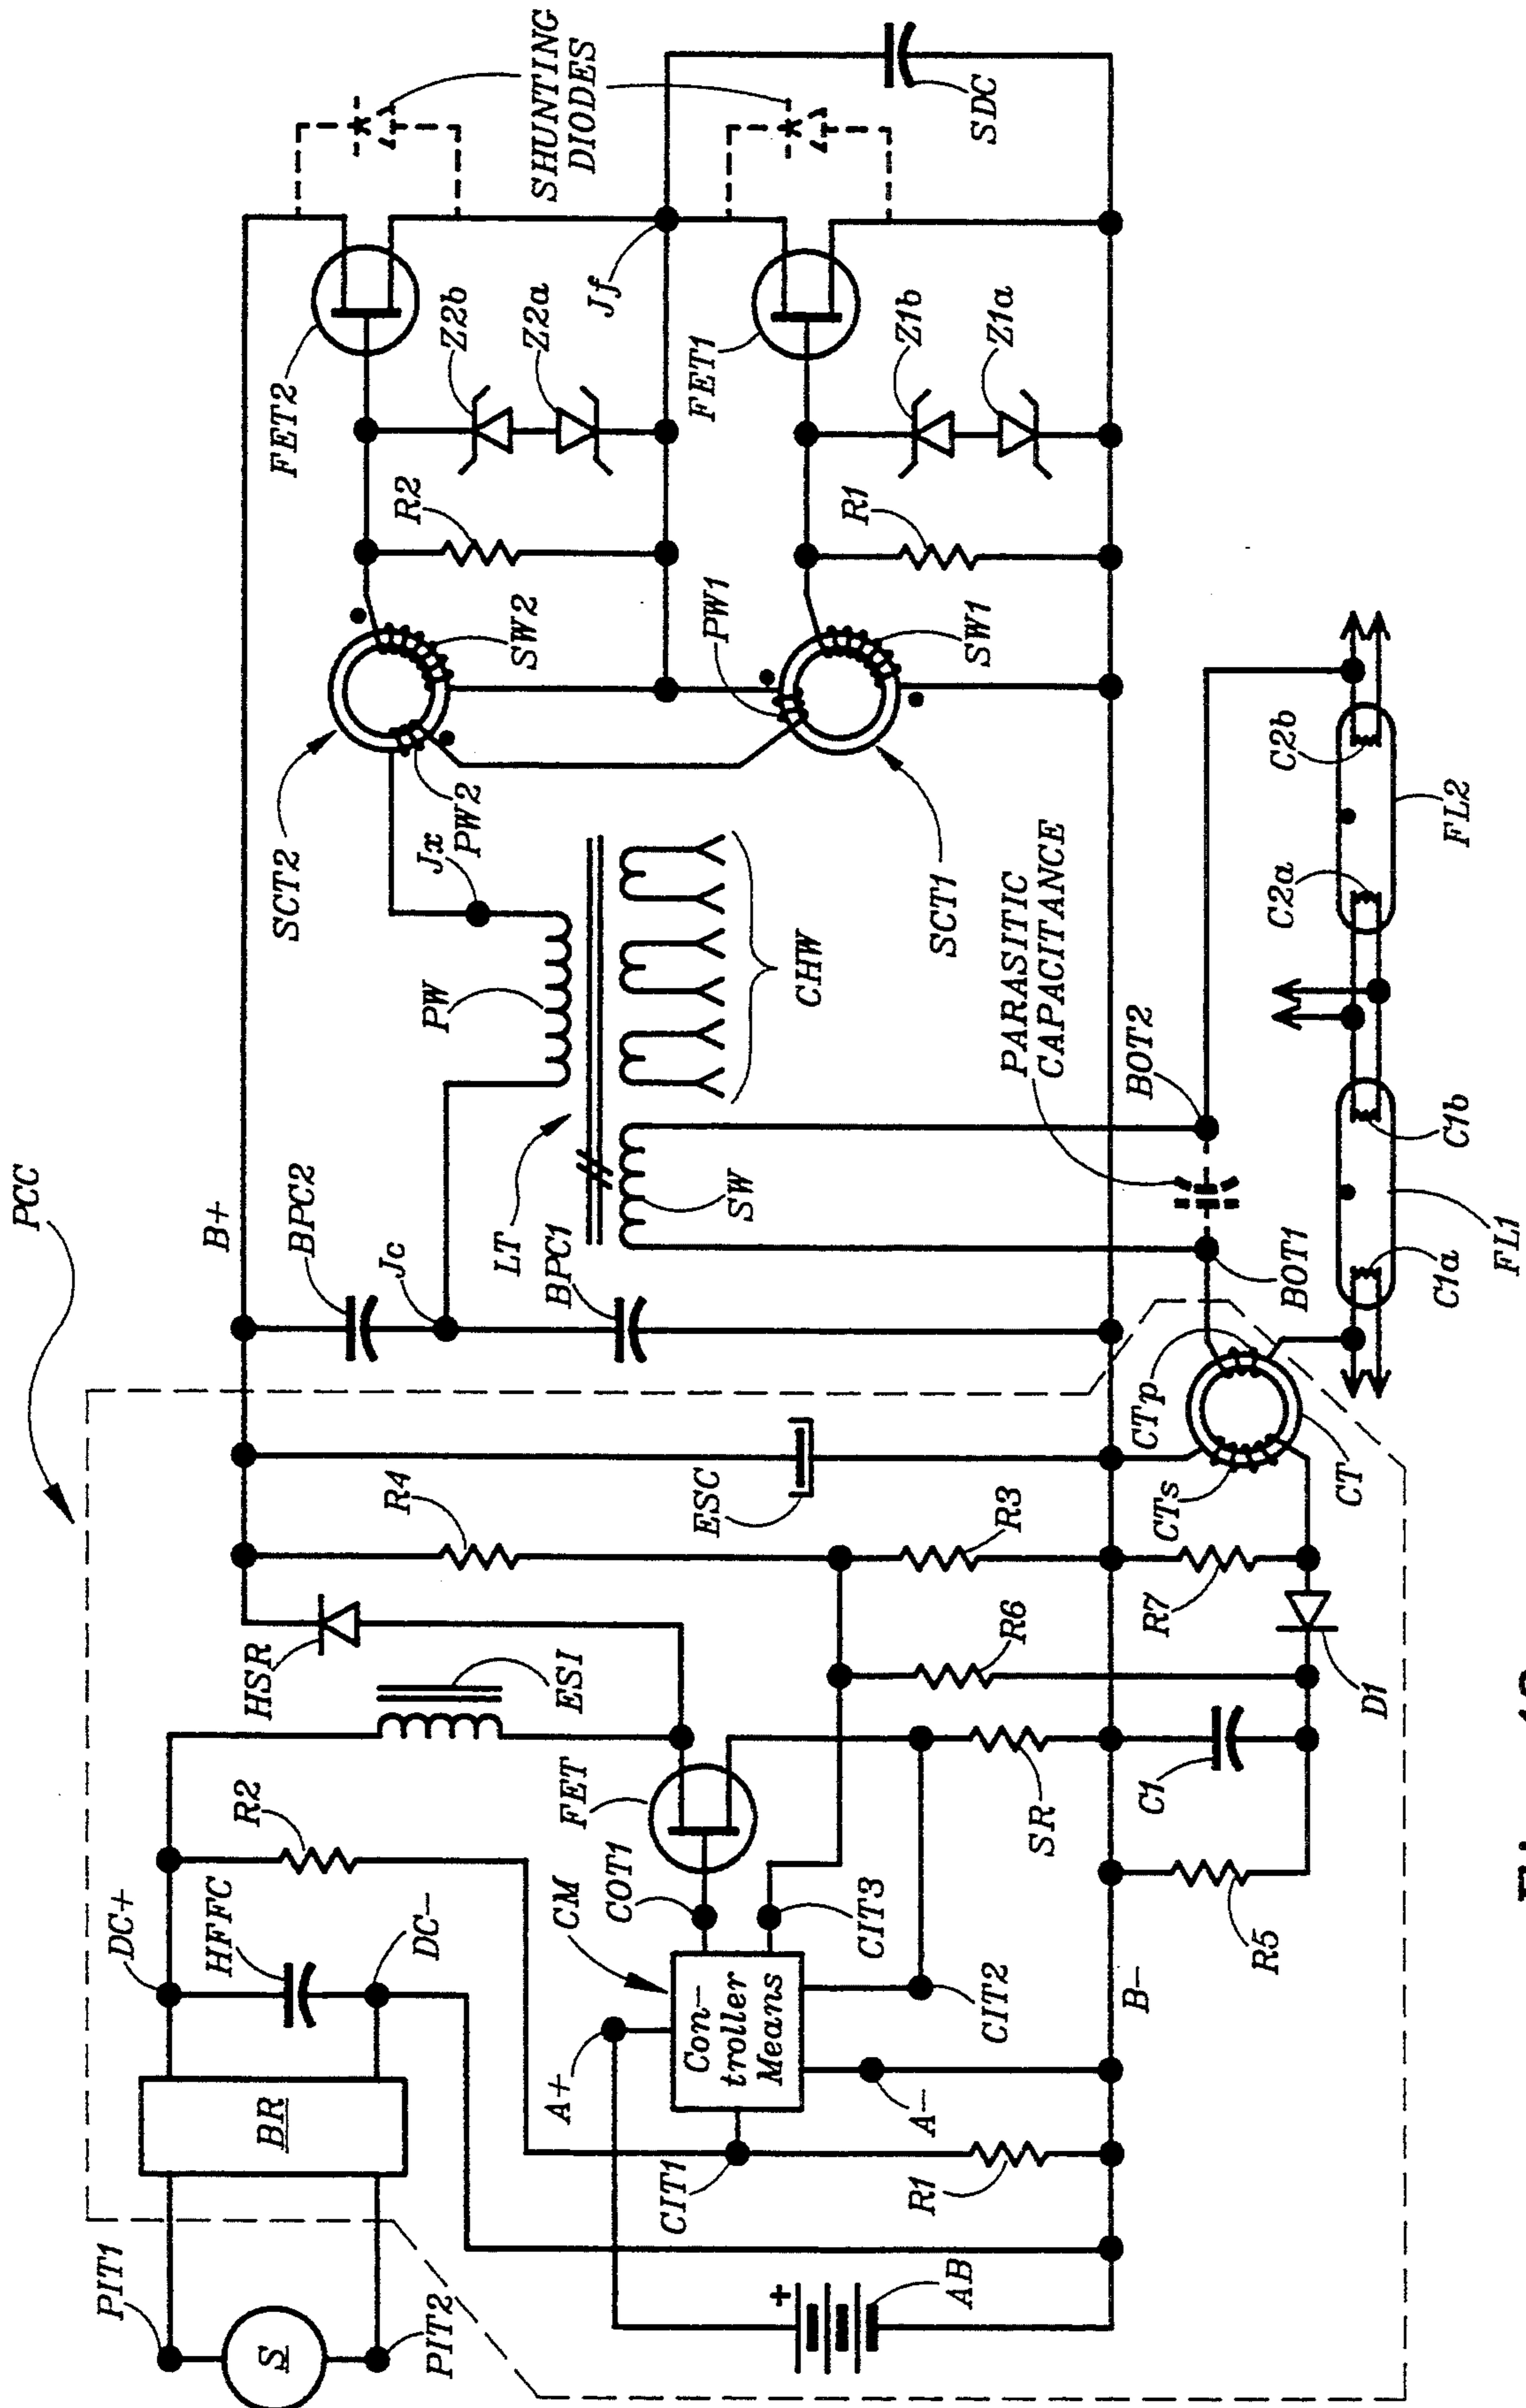 PCC
PIT1
S
PIT2
BR
DC+
HFFC
DC-
R2
HSR
ESI
FET
COT1
CM
A+
Con-
troller
Means
CIT3
CIT2
CIT1
A-
R1
AB
SR
R6
R4
R3
ESC
B+
BPC2
Jc
BPC1
LT
PW
Jx
PW2
SW
CHW
SCT2
SW2
PW1
SW1
SCT1
R2
FET2
Z2b
Z2a
Jf
FET1
R1
Z1b
Z1a
SHUNTING
DIODES
SDC
B-
R5
C1
D1
R7
CTs
CTp
CT
BOT1
BOT2
PARASITIC
CAPACITANCE
C1a
FL1
C1b
C2a
FL2
C2b